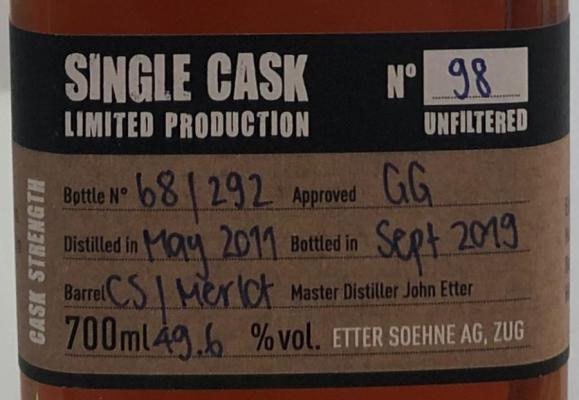 SINGLE CASK Nº 98
LIMITED PRODUCTION UNFILTERED
CASK STRENGTH
Bottle Nº 68/292 Approved GG
Distilled in May 2011 Bottled in Sept 2019
Barrel CS/Merlot Master Distiller John Etter
700ml 49.6 %vol. ETTER SOEHNE AG, ZUG